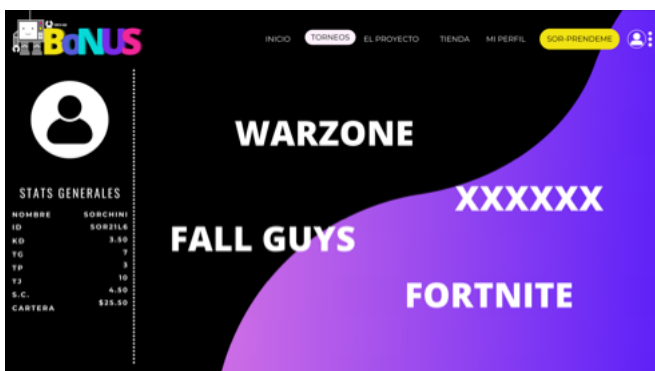 BoNUS
INICIO TORNEOS EL PROYECTO TIENDA MI PERFIL SOR-PRENDEME
WARZONE
XXXXXX
FALL GUYS
FORTNITE
STATS GENERALES
NOMBRE SORCHINI
ID SOR21L6
KD 3.50
TG 7
TP 3
TJ 10
S.C. 4.50
CARTERA $25.50